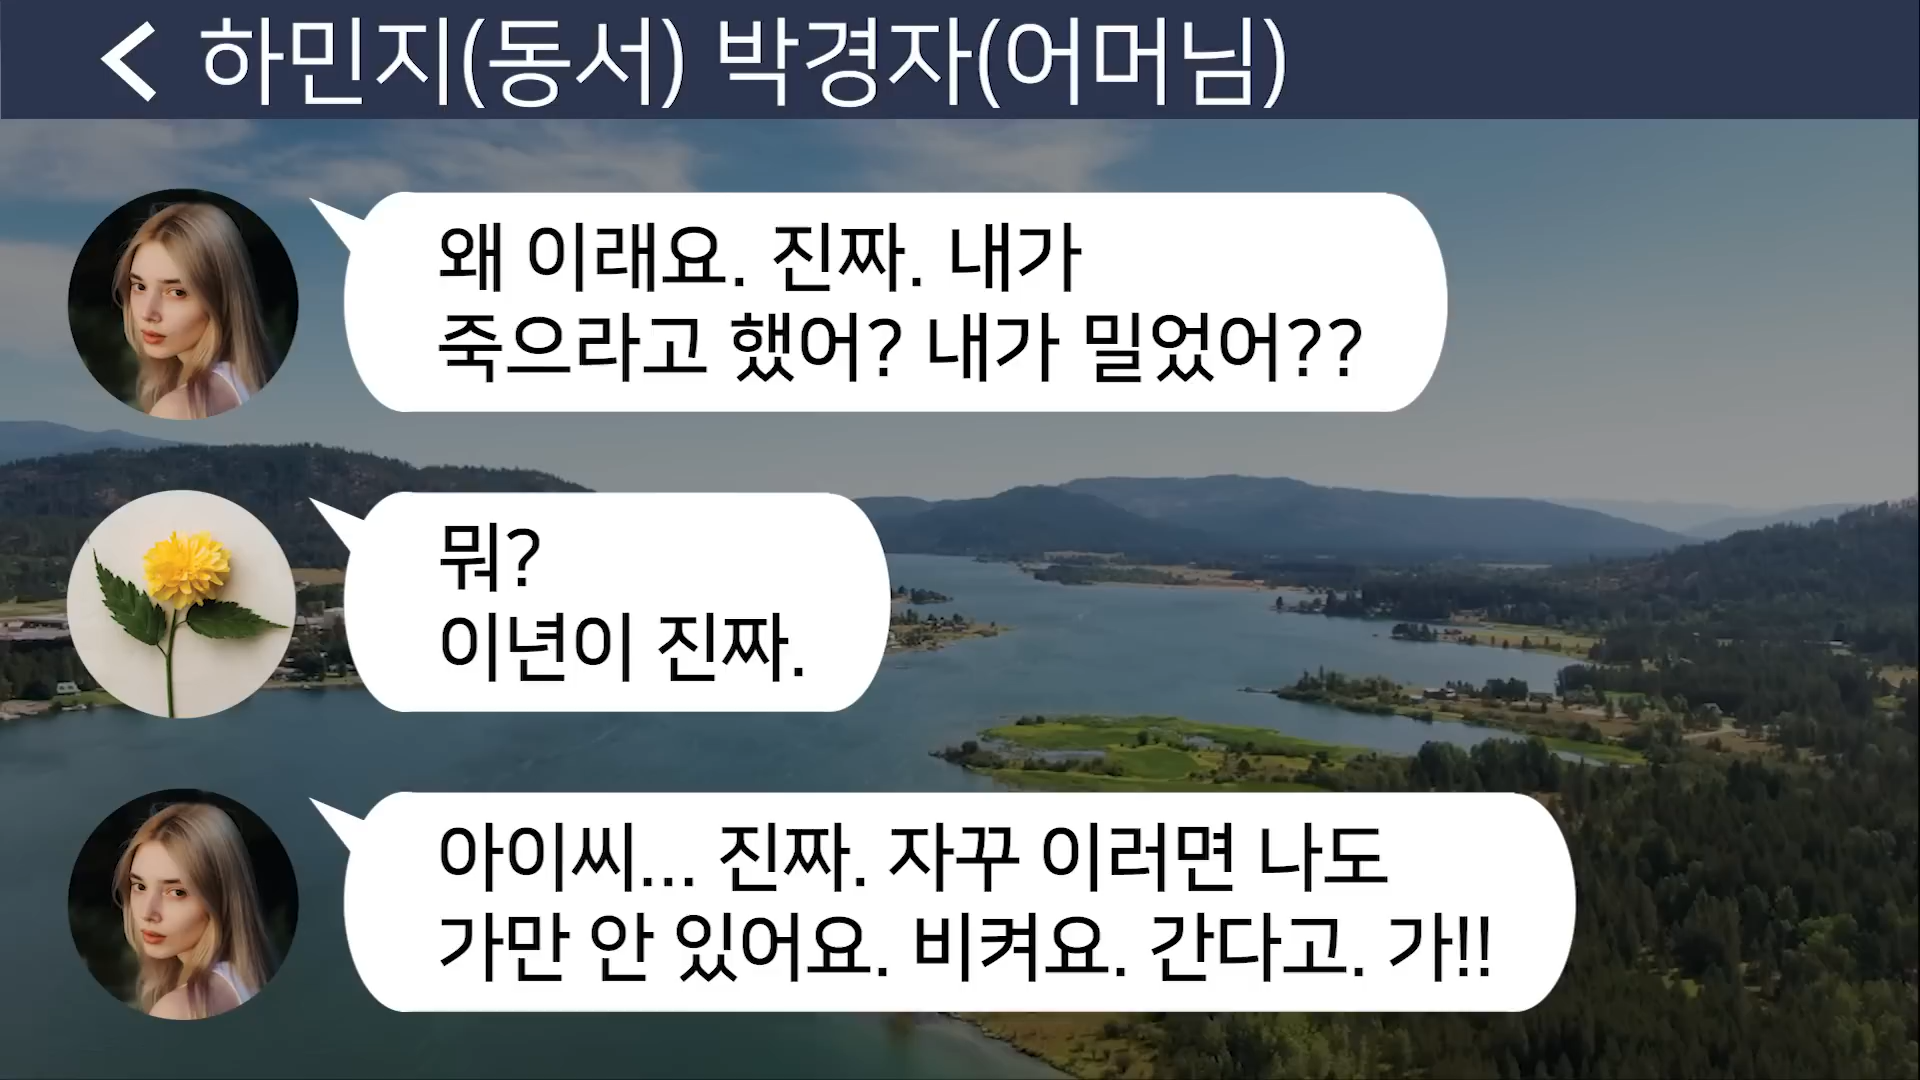 하민지(동서) 박경자(어머님)
왜 이래요. 진짜. 내가
죽으라고 했어? 내가 밀었어??
뭐?
이년이 진짜.
아이씨... 진짜. 자꾸 이러면 나도
가만 안 있어요. 비켜요. 간다고. 가!!